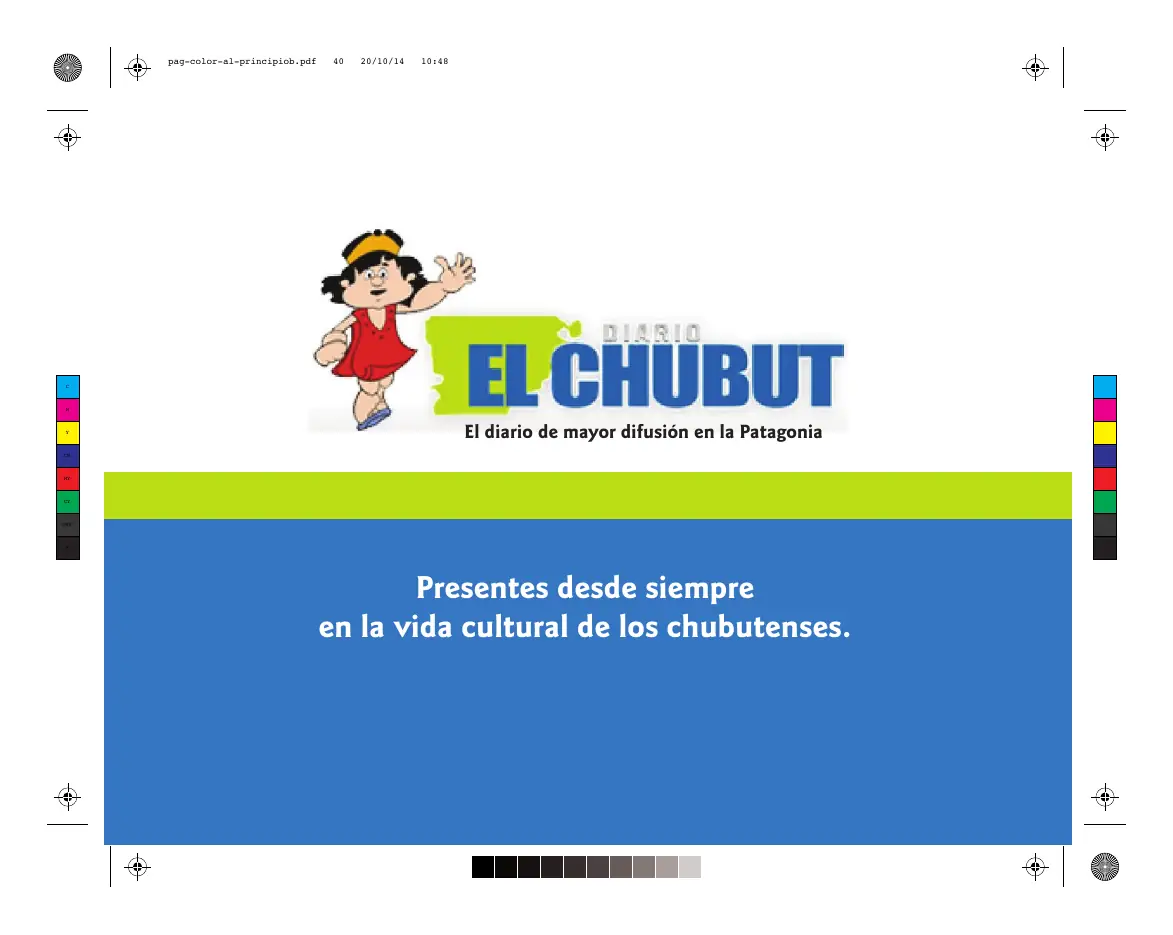 pag-color-al-principiob.pdf 40 20/10/14 10:48
DIARIO
EL CHUBUT
El diario de mayor difusión en la Patagonia
C
Y
Presentes desde siempre
en la vida cultural de los chubutenses.